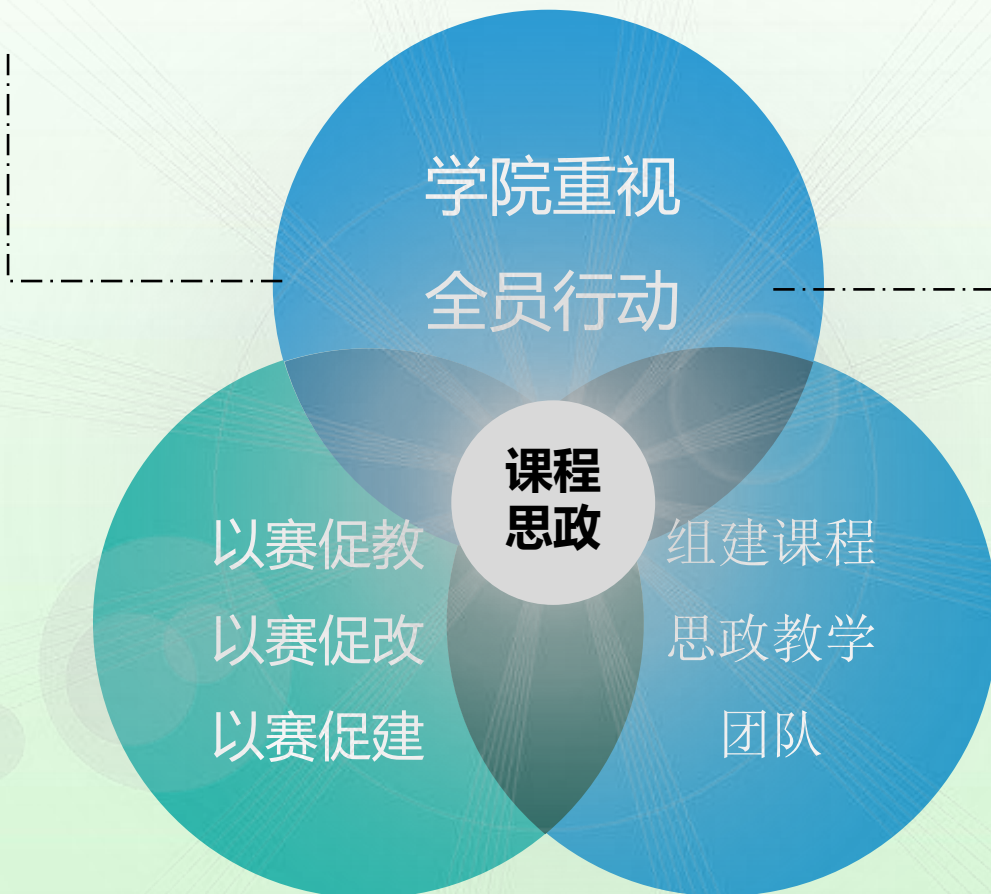 学院重视
全员行动
课程
思政
以赛促教
以赛促改
以赛促建
组建课程
思政教学
团队